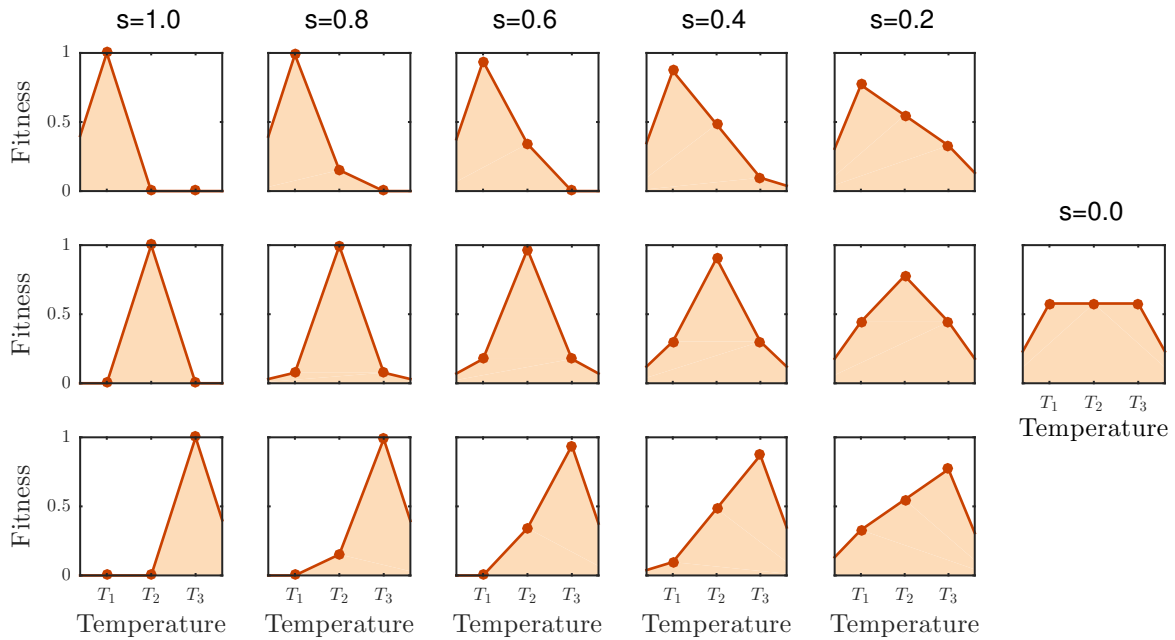 s=1.0 s=0.8 s=0.6 s=0.4 s=0.2
1
0.5
0
Fitness
s=0.0
1
0.5
0
Fitness
T1 T2 T3
Temperature
1
0.5
0
Fitness
T1 T2 T3 T1 T2 T3 T1 T2 T3 T1 T2 T3 T1 T2 T3
Temperature Temperature Temperature Temperature Temperature